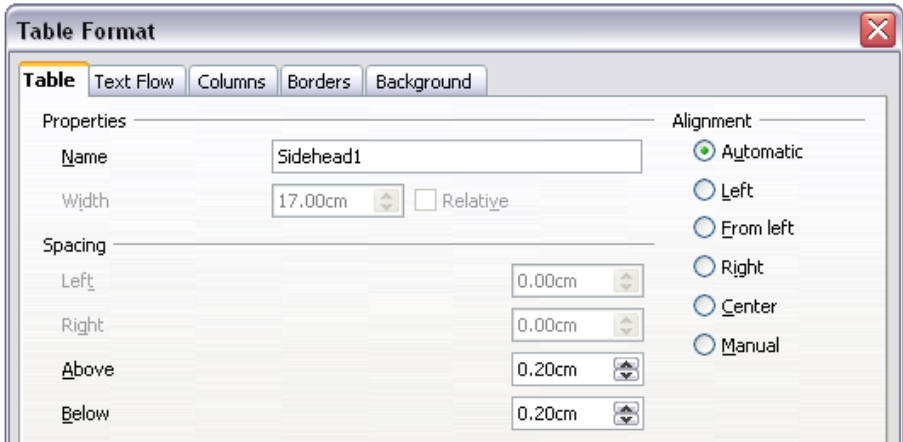 Table Format
Table Text Flow Columns Borders Background
Properties
Name Sidehead1
Width 17.00cm Relative
Spacing
Left 0.00cm
Right 0.00cm
Above 0.20cm
Below 0.20cm
Alignment
Automatic
Left
From left
Right
Center
Manual